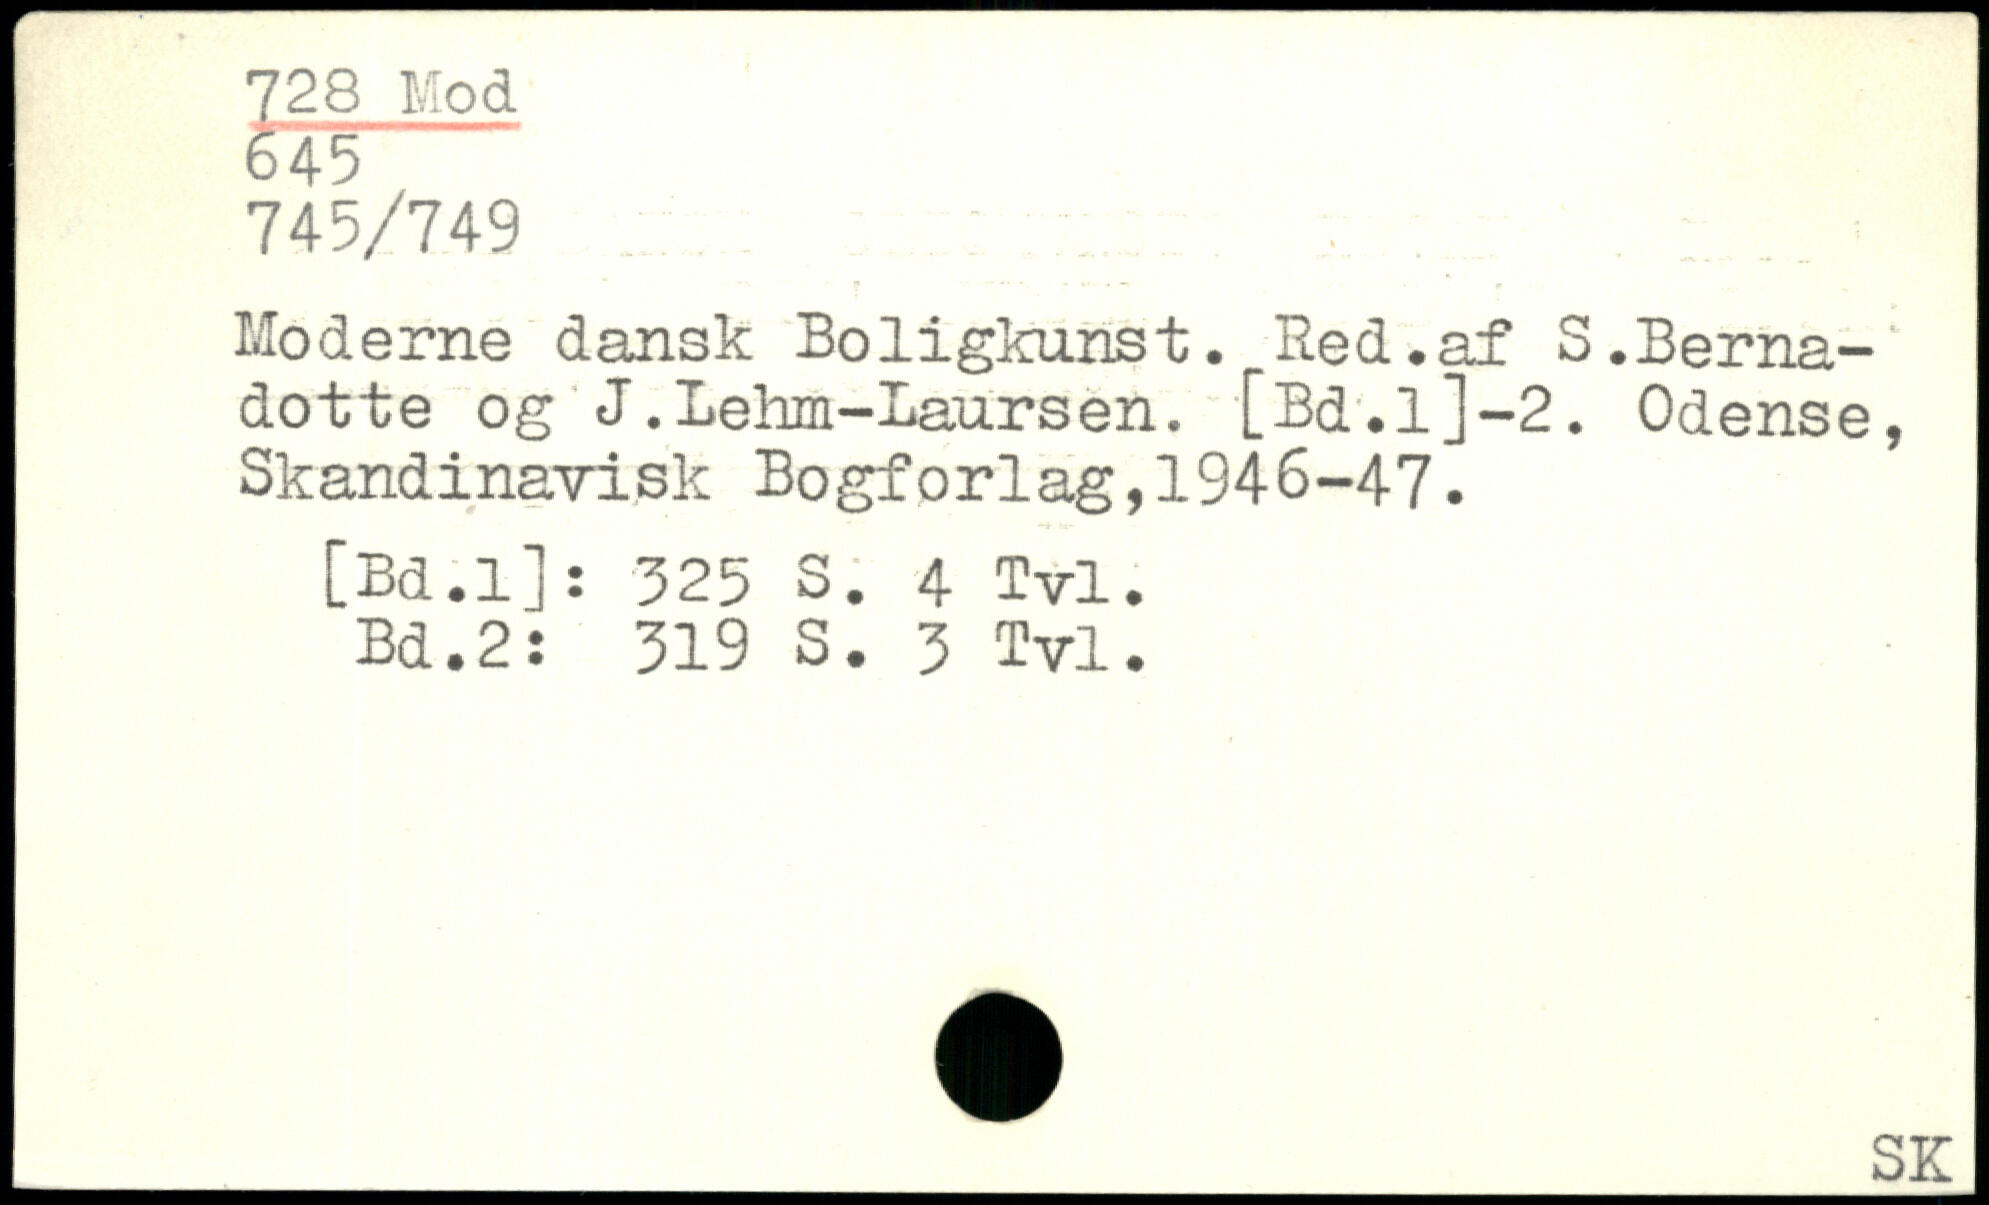 728 Mod
645
745/749
Moderne dansk Boligkunst. Red.af S.Berna-
dotte og J.Lehm-Laursen. [Bd.1]-2. Odense,
Skandinavisk Bogforlag,1946-47.
[Bd.1]: 325 S. 4 Tvl.
Bd.2: 319 S. 3 Tvl.
SK